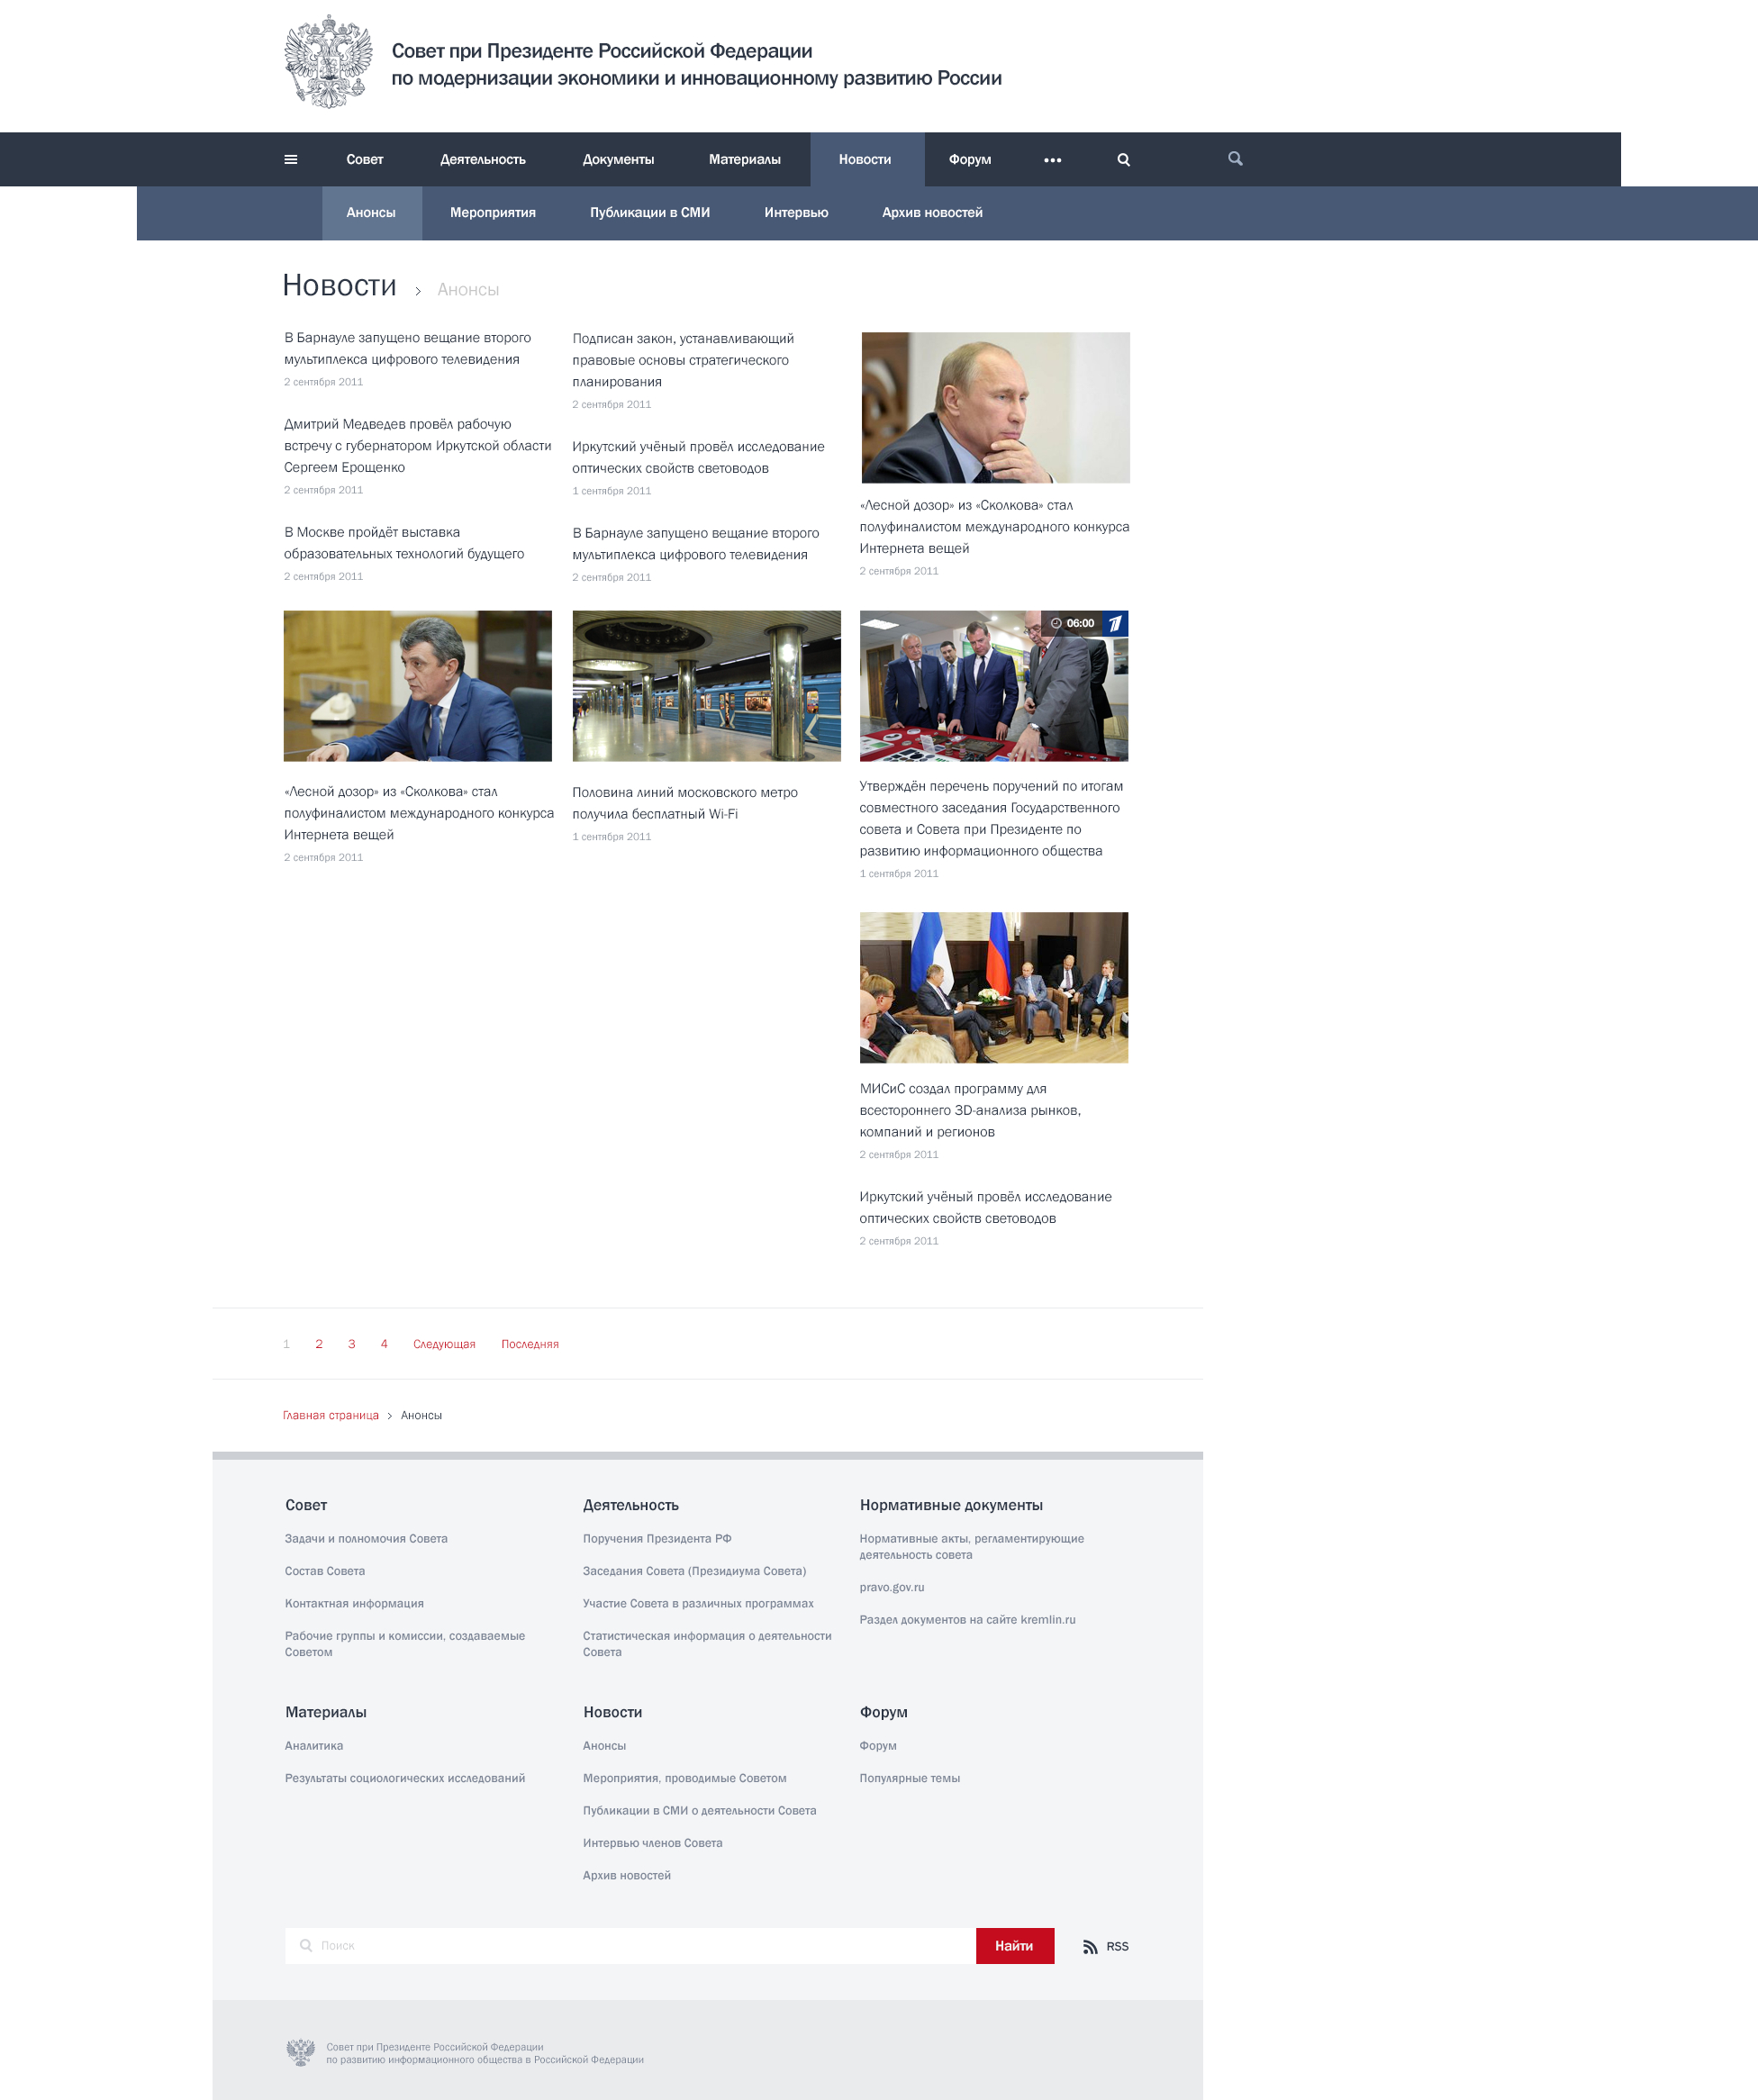 Совет при Президенте Российской Федерации
по модернизации экономики и инновационному развитию России
Совет
Деятельность
Документы
Материалы
Новости
Форум
Анонсы
Мероприятия
Публикации в СМИ
Интервью
Архив новостей
Новости
Анонсы
В Барнауле запущено вещание второго
мультиплекса цифрового телевидения
2 сентября 2011
Дмитрий Медведев провёл рабочую
встречу с губернатором Иркутской области
Сергеем Ерощенко
2 сентября 2011
В Москве пройдёт выставка
образовательных технологий будущего
2 сентября 2011
Подписан закон, устанавливающий
правовые основы стратегического
планирования
2 сентября 2011
Иркутский учёный провёл исследование
оптических свойств световодов
1 сентября 2011
В Барнауле запущено вещание второго
мультиплекса цифрового телевидения
2 сентября 2011
«Лесной дозор» из «Сколкова» стал
полуфиналистом международного конкурса
Интернета вещей
2 сентября 2011
«Лесной дозор» из «Сколкова» стал
полуфиналистом международного конкурса
Интернета вещей
2 сентября 2011
Половина линий московского метро
получила бесплатный Wi-Fi
1 сентября 2011
06:00
Утверждён перечень поручений по итогам
совместного заседания Государственного
совета и Совета при Президенте по
развитию информационного общества
1 сентября 2011
МИСиС создал программу для
всестороннего 3D-анализа рынков,
компаний и регионов
2 сентября 2011
Иркутский учёный провёл исследование
оптических свойств световодов
2 сентября 2011
1 2 3 4 Следующая Последняя
Главная страница > Анонсы
Совет
Задачи и полномочия Совета
Состав Совета
Контактная информация
Рабочие группы и комиссии, создаваемые
Советом
Деятельность
Поручения Президента РФ
Заседания Совета (Президиума Совета)
Участие Совета в различных программах
Статистическая информация о деятельности
Совета
Нормативные документы
Нормативные акты, регламентирующие
деятельность совета
pravo.gov.ru
Раздел документов на сайте kremlin.ru
Материалы
Аналитика
Результаты социологических исследований
Новости
Анонсы
Мероприятия, проводимые Советом
Публикации в СМИ о деятельности Совета
Интервью членов Совета
Архив новостей
Форум
Форум
Популярные темы
Поиск
Найти
RSS
Совет при Президенте Российской Федерации
по развитию информационного общества в Российской Федерации